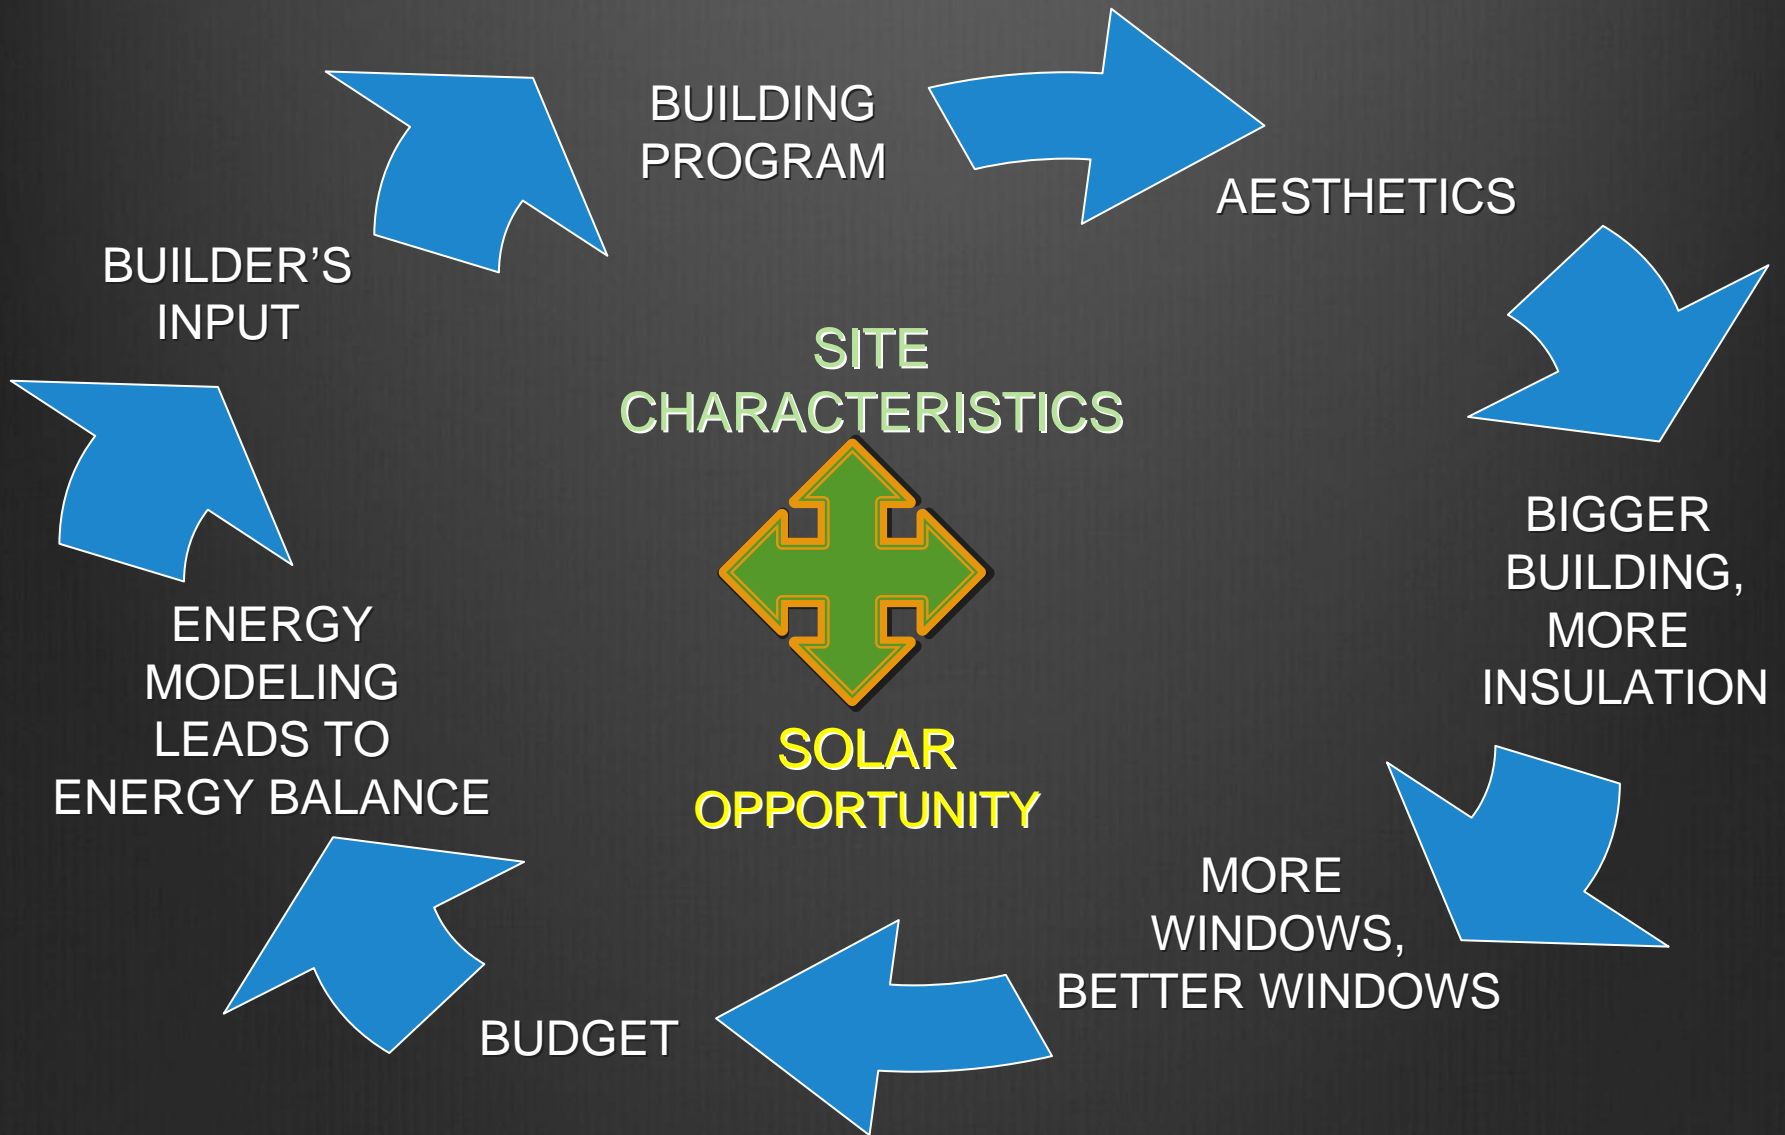 BUILDING
PROGRAM
AESTHETICS
BIGGER
BUILDING,
MORE
INSULATION
MORE
WINDOWS,
BETTER WINDOWS
BUDGET
ENERGY
MODELING
LEADS TO
ENERGY BALANCE
BUILDER’S
INPUT
SITE
CHARACTERISTICS
SOLAR
OPPORTUNITY